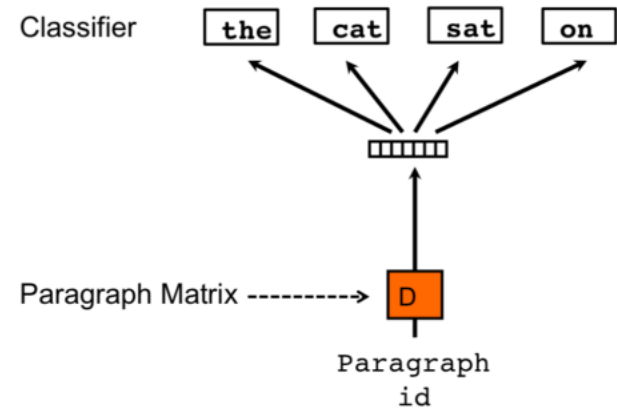 Classifier
the cat sat on
Paragraph Matrix
D
Paragraph
id